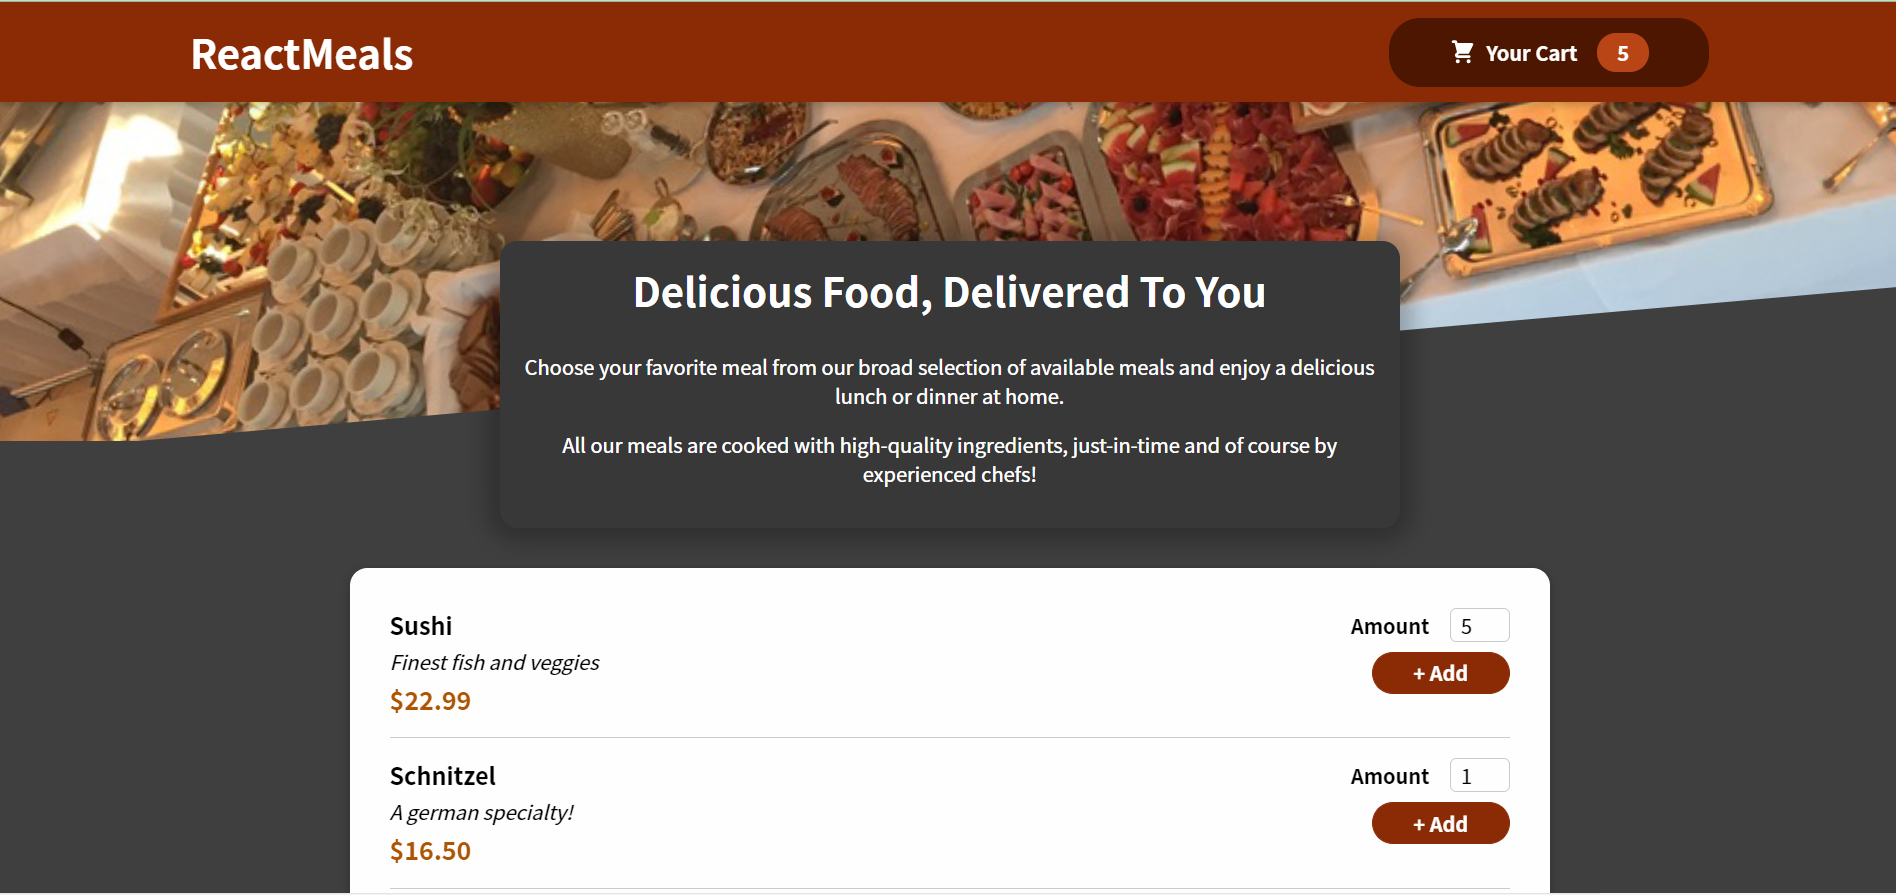 ReactMeals
Your Cart 5
Delicious Food, Delivered To You
Choose your favorite meal from our broad selection of available meals and enjoy a delicious
lunch or dinner at home.
All our meals are cooked with high-quality ingredients, just-in-time and of course by
experienced chefs!
Sushi
Finest fish and veggies
$22.99
Amount 5
+ Add
Schnitzel
A german specialty!
$16.50
Amount 1
+ Add